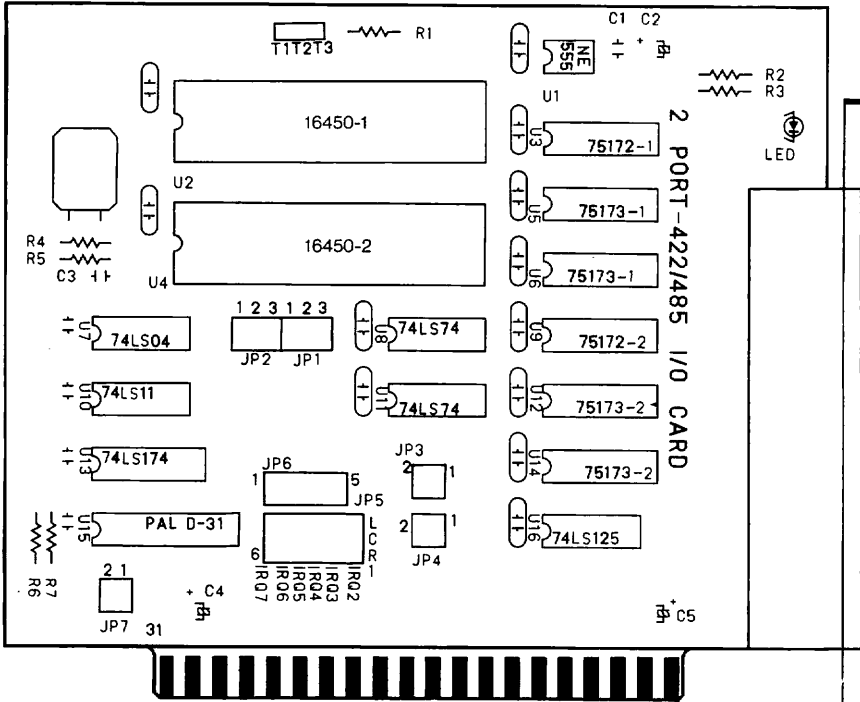 C1 C2
+
T1T2T3
R1
NE
555
U1
R2
R3
LED
16450-1
U2
U3
75172-1
2 PORT-422/485 I/O CARD
U5
75173-1
R4
R5
C3
16450-2
U4
U6
75173-1
U7
74LS04
1 2 3 1 2 3
JP2 JP1
U8
74LS74
U9
75172-2
U10
74LS11
U11
74LS74
U12
75173-2
U13
74LS174
JP6
1 5
JP5
JP3
2 1
U14
75173-2
U15
PAL D-31
L
C
R
6 1
IRQ7 IRQ6 IRQ5 IRQ4 IRQ3 IRQ2
2 1
JP4
U16
74LS125
R6 R7
2 1
JP7
+ C4
+
C5
31